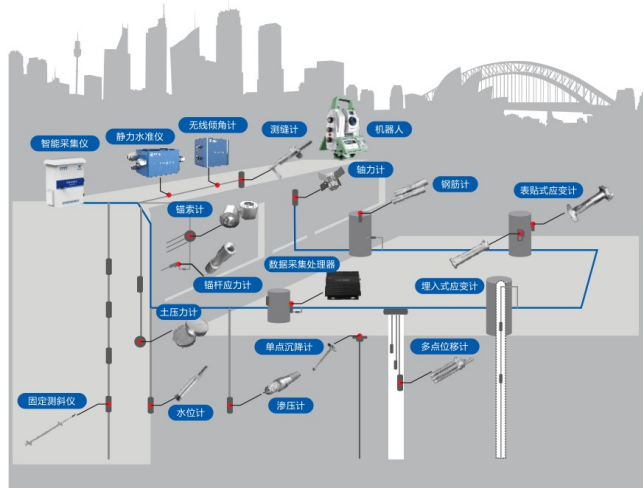 无线倾角计
测缝计
机器人
静力水准仪
智能采集仪
轴力计
钢筋计
表贴式应变计
锚索计
数据采集处理器
锚杆应力计
埋入式应变计
土压力计
单点沉降计
多点位移计
固定测斜仪
水位计
渗压计